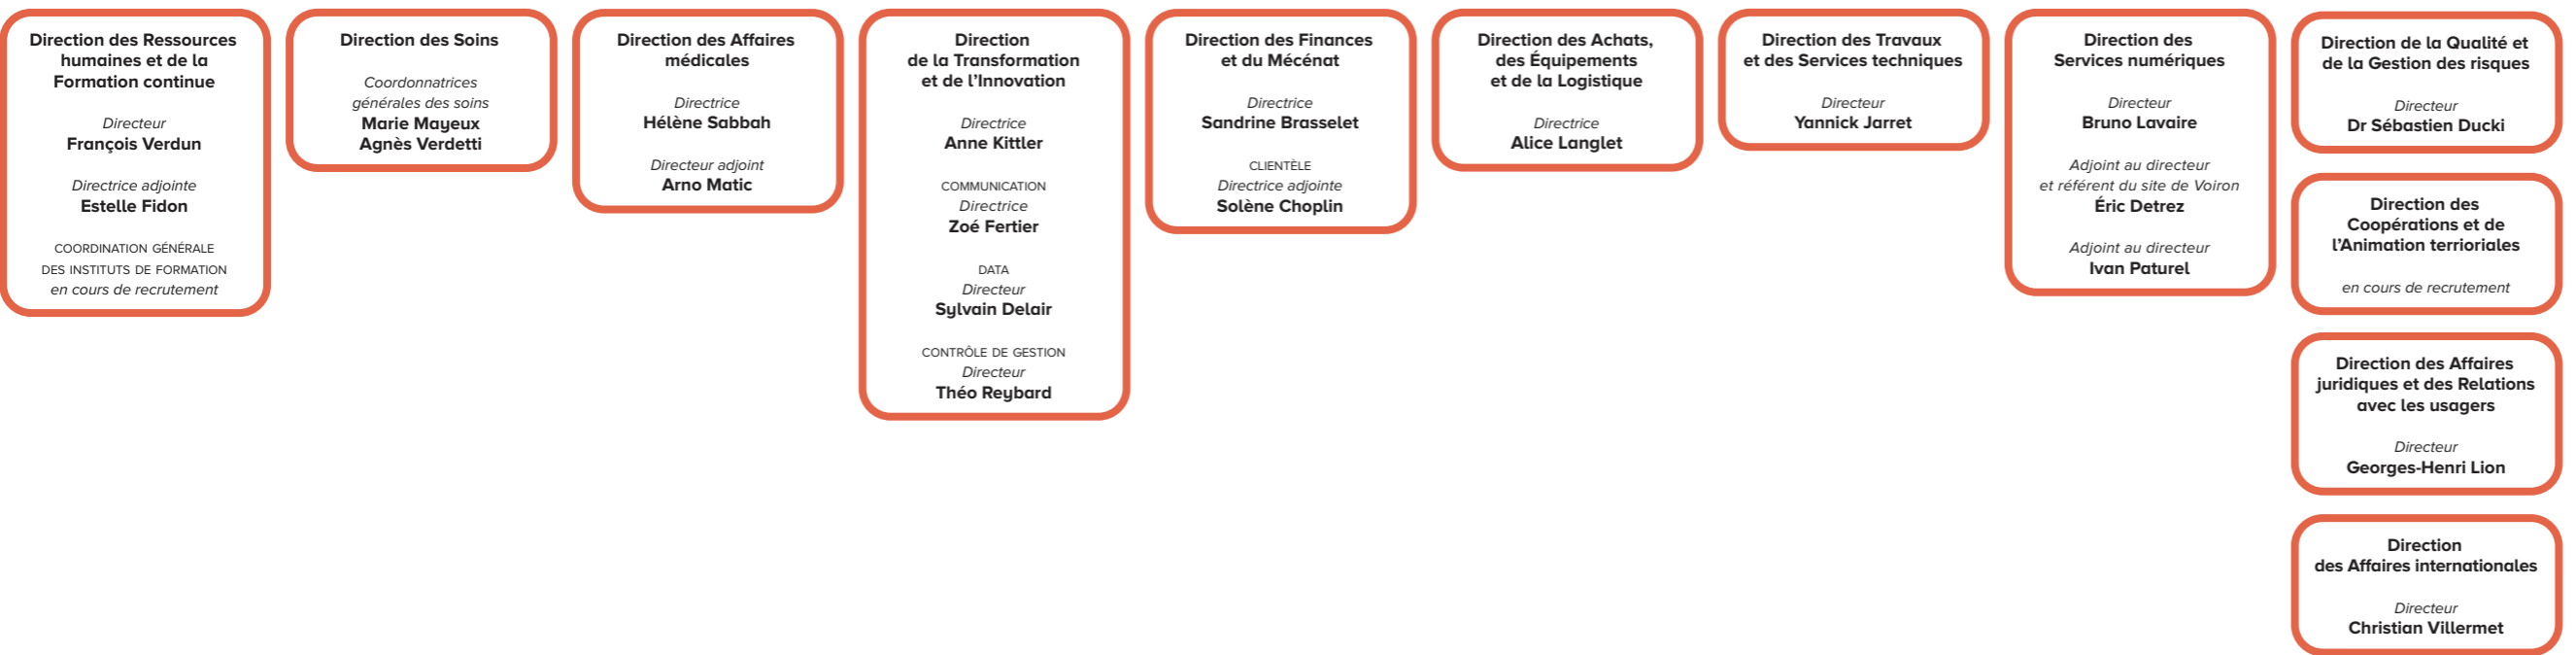 Direction des Ressources
humaines et de la
Formation continue
Directeur
François Verdun
Directrice adjointe
Estelle Fidon
COORDINATION GÉNÉRALE
DES INSTITUTS DE FORMATION
en cours de recrutement
Direction des Soins
Coordonnatrices
générales des soins
Marie Mayeux
Agnès Verdetti
Direction des Affaires
médicales
Directrice
Hélène Sabbah
Directeur adjoint
Arno Matic
Direction
de la Transformation
et de l'Innovation
Directrice
Anne Kittler
COMMUNICATION
Directrice
Zoé Fertier
DATA
Directeur
Sylvain Delair
CONTRÔLE DE GESTION
Directeur
Théo Reybard
Direction des Finances
et du Mécénat
Directrice
Sandrine Brasselet
CLIENTÈLE
Directrice adjointe
Solène Choplin
Direction des Achats,
des Équipements
et de la Logistique
Directrice
Alice Langlet
Direction des Travaux
et des Services techniques
Directeur
Yannick Jarret
Direction des
Services numériques
Directeur
Bruno Lavaire
Adjoint au directeur
et référent du site de Voiron
Éric Detrez
Adjoint au directeur
Ivan Paturel
Direction de la Qualité et
de la Gestion des risques
Directeur
Dr Sébastien Ducki
Direction des
Coopérations et de
l'Animation terrioriales
en cours de recrutement
Direction des Affaires
juridiques et des Relations
avec les usagers
Directeur
Georges-Henri Lion
Direction
des Affaires internationales
Directeur
Christian Villermet